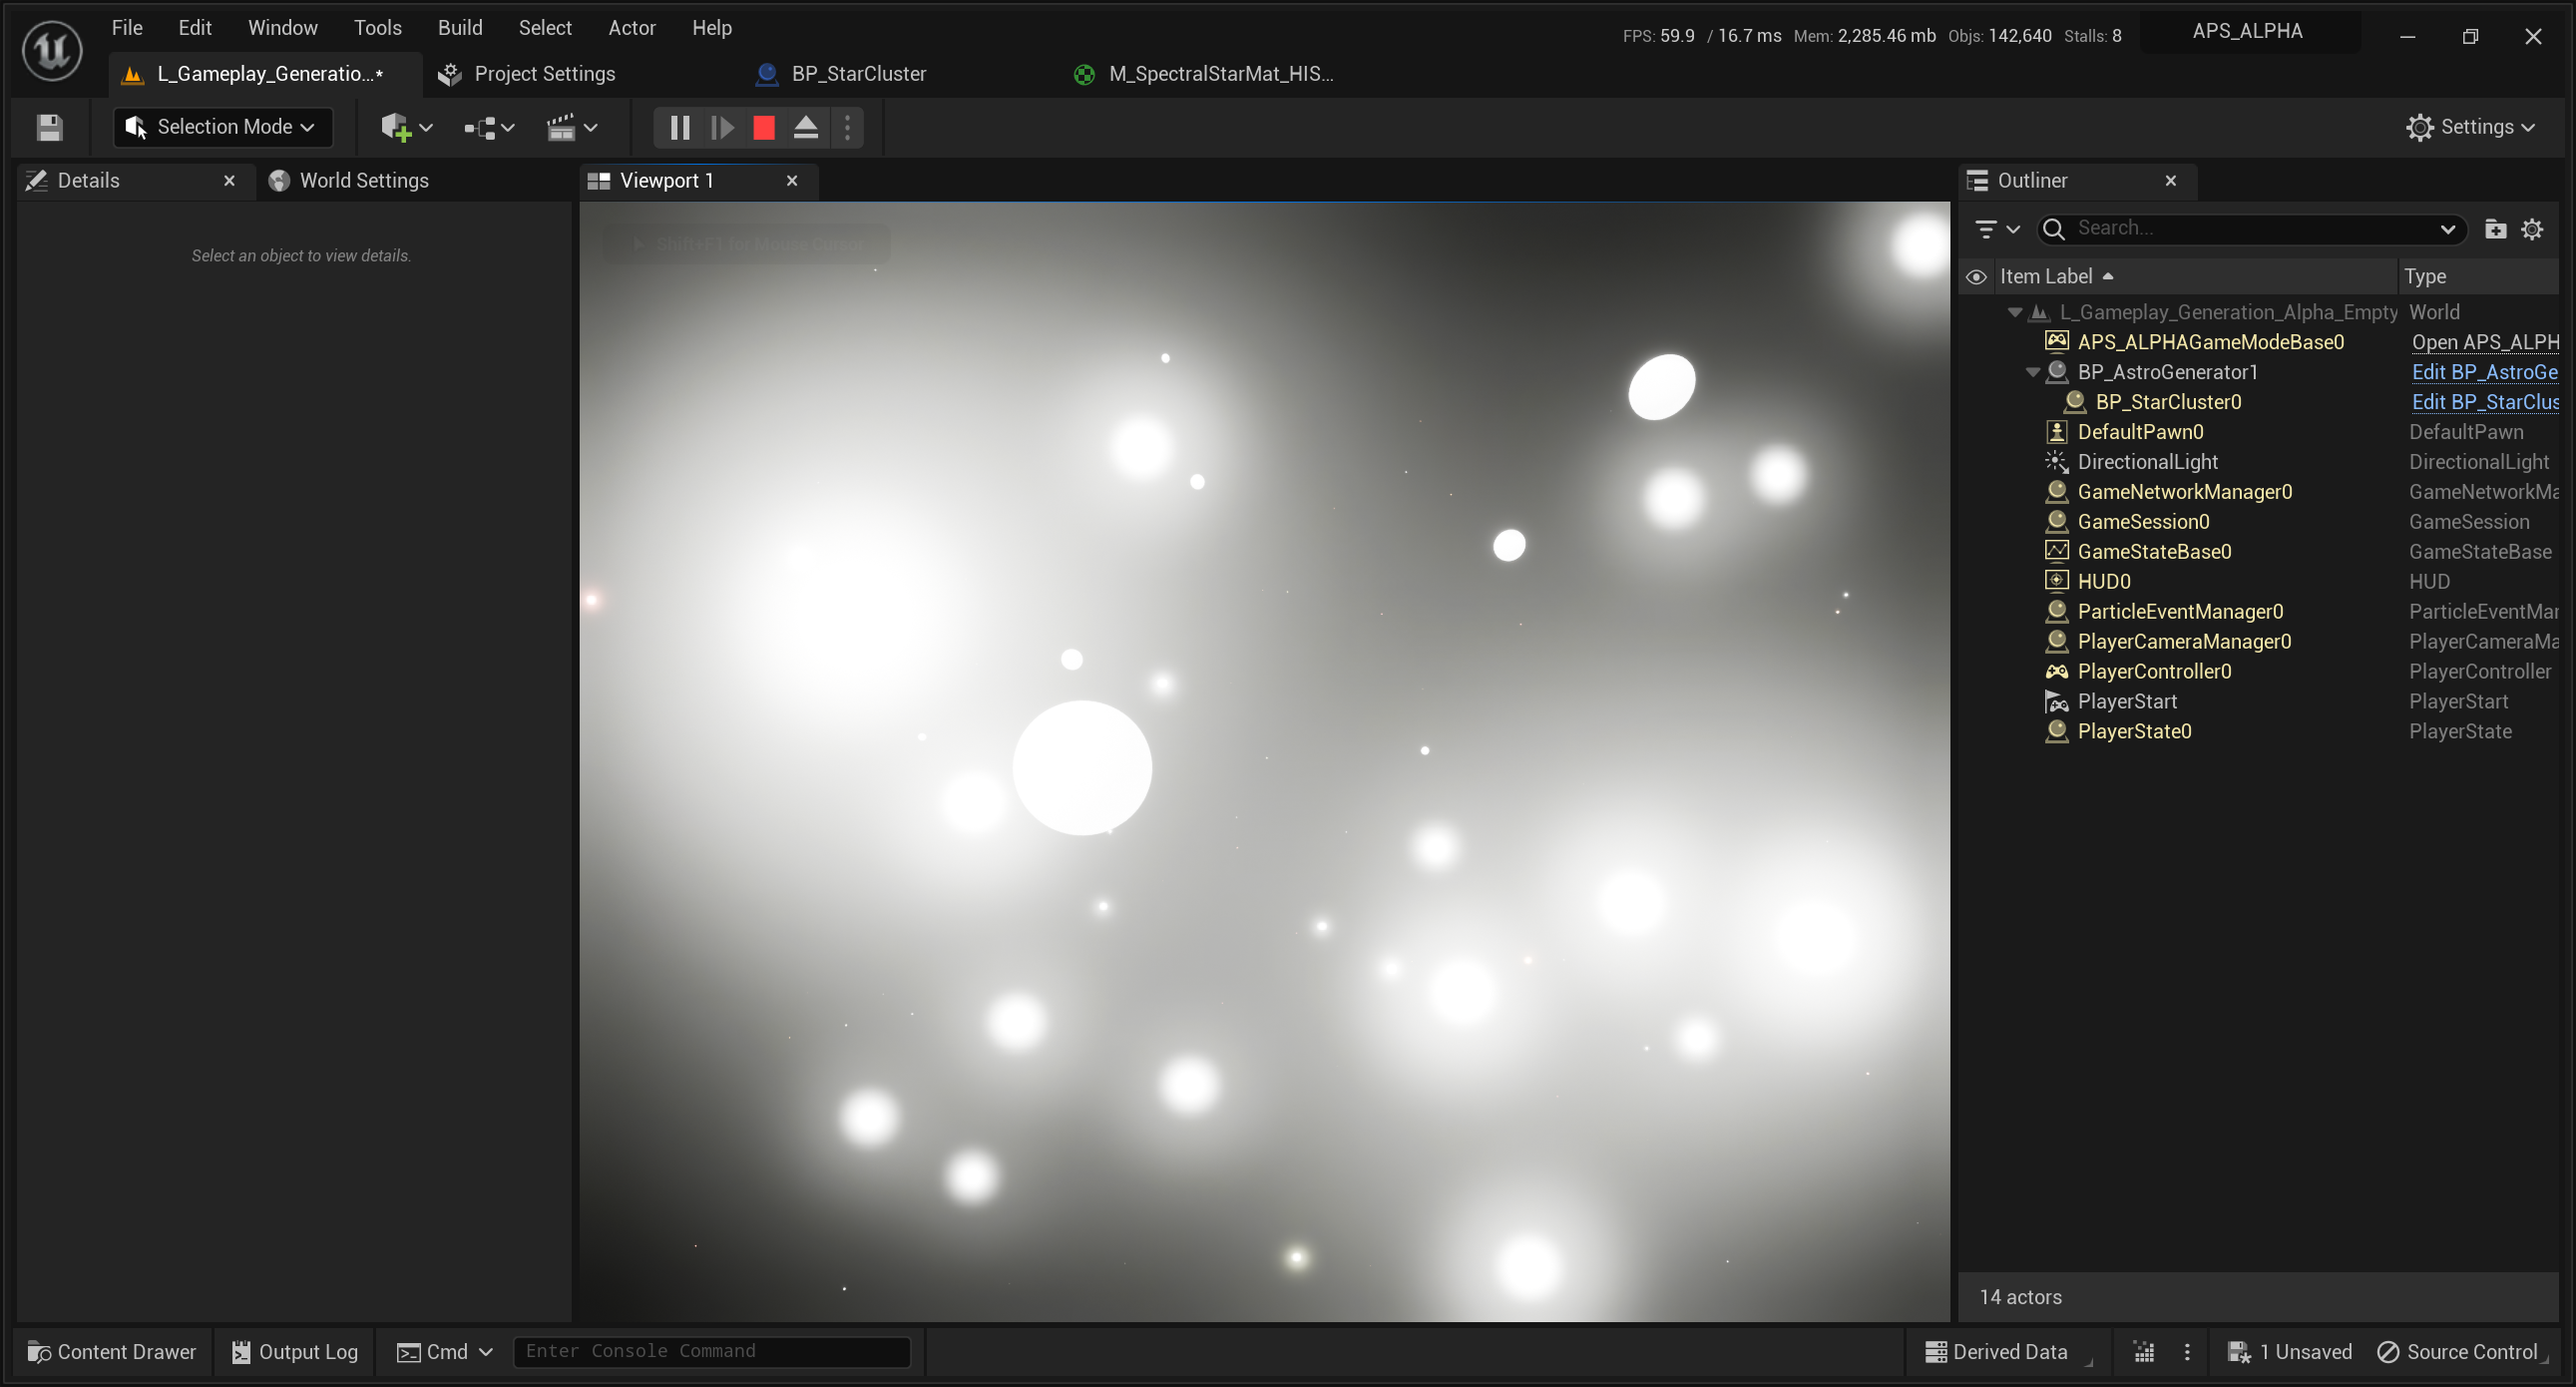 File Edit Window Tools Build Select Actor Help
FPS: 59.9 / 16.7 ms Mem: 2,285.46 mb Objs: 142,640 Stalls: 8
APS_ALPHA
L_Gameplay_Generatio...*
Project Settings
BP_StarCluster
M_SpectralStarMat_HIS...
Selection Mode
Settings
Details
World Settings
Viewport 1
Outliner
Select an object to view details.
Shift+F1 for Mouse Cursor
Search...
Item Label Type
L_Gameplay_Generation_Alpha_Empty World
APS_ALPHAGameModeBase0 Open APS_ALPH
BP_AstroGenerator1 Edit BP_AstroGe
BP_StarCluster0 Edit BP_StarClus
DefaultPawn0 DefaultPawn
DirectionalLight DirectionalLight
GameNetworkManager0 GameNetworkMa
GameSession0 GameSession
GameStateBase0 GameStateBase
HUD0 HUD
ParticleEventManager0 ParticleEventMan
PlayerCameraManager0 PlayerCameraMa
PlayerController0 PlayerController
PlayerStart PlayerStart
PlayerState0 PlayerState
14 actors
Content Drawer
Output Log
Cmd
Enter Console Command
Derived Data
1 Unsaved
Source Control